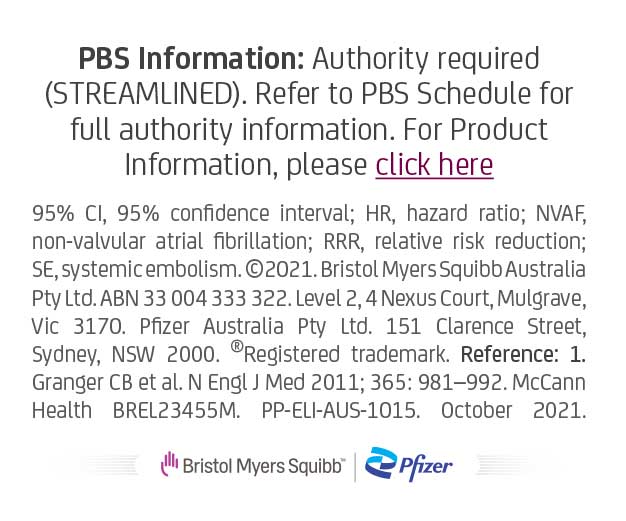 PBS Information: Authority required
(STREAMLINED). Refer to PBS Schedule for
full authority information. For Product
Information, please click here
95% CI, 95% confidence interval; HR, hazard ratio; NVAF,
non-valvular atrial fibrillation; RRR, relative risk reduction;
SE, systemic embolism. ©2021. Bristol Myers Squibb Australia
Pty Ltd. ABN 33 004 333 322. Level 2, 4 Nexus Court, Mulgrave,
Vic 3170. Pfizer Australia Pty Ltd. 151 Clarence Street,
Sydney, NSW 2000. ®Registered trademark. Reference: 1.
Granger CB et al. N Engl J Med 2011; 365: 981–992. McCann
Health BREL23455M. PP-ELI-AUS-1015. October 2021.
Bristol Myers Squibb™ | Pfizer